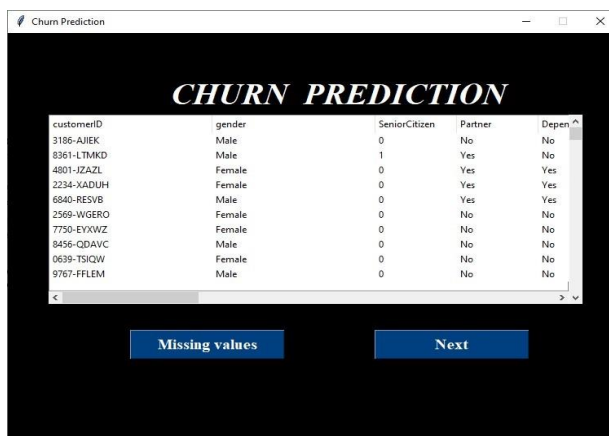 Churn Prediction
CHURN PREDICTION
customerID gender SeniorCitizen Partner Depen
3186-AJIEK Male 0 No No
8361-LTMKD Male 1 Yes No
4801-JZAZL Female 0 Yes Yes
2234-XADUH Female 0 Yes Yes
6840-RESVB Male 0 Yes Yes
2569-WGERO Female 0 No No
7750-EYXWZ Female 0 No No
8456-QDAVC Male 0 No No
0639-TSIQW Female 0 No No
9767-FFLEM Male 0 No No
Missing values Next